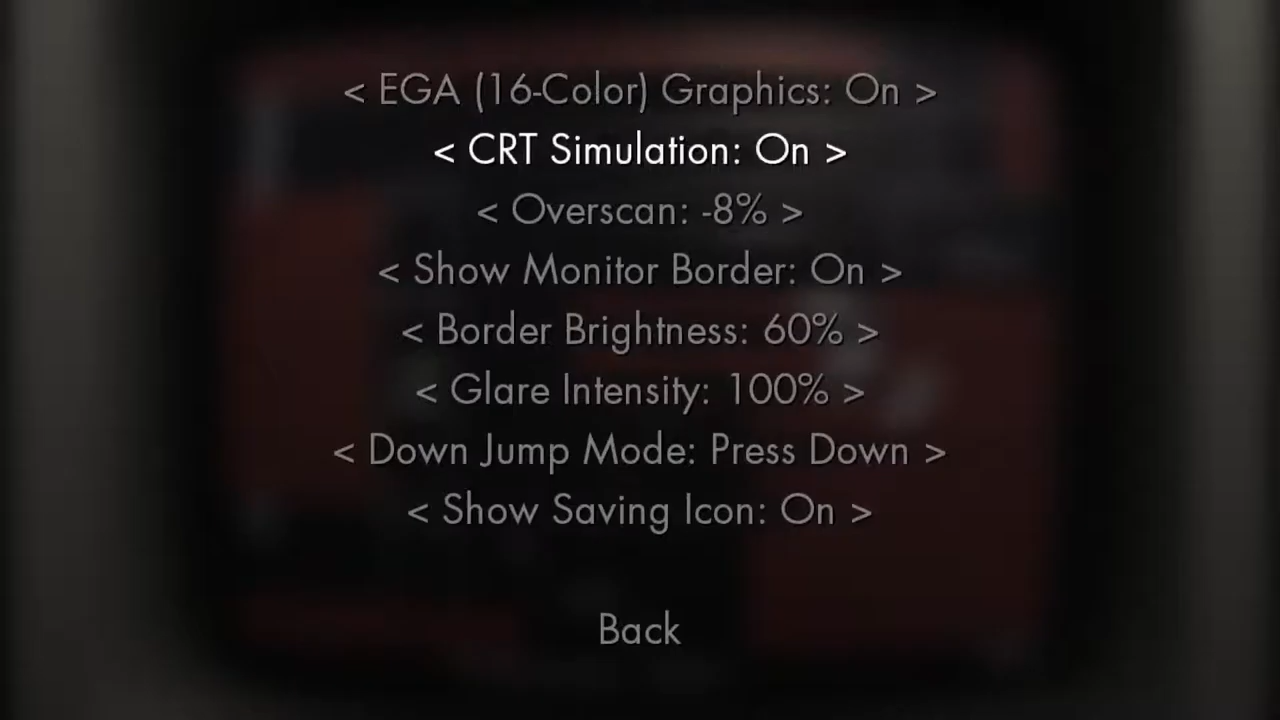 < EGA (16-Color) Graphics: On >
< CRT Simulation: On >
< Overscan: -8% >
< Show Monitor Border: On >
< Border Brightness: 60% >
< Glare Intensity: 100% >
< Down Jump Mode: Press Down >
< Show Saving Icon: On >
Back